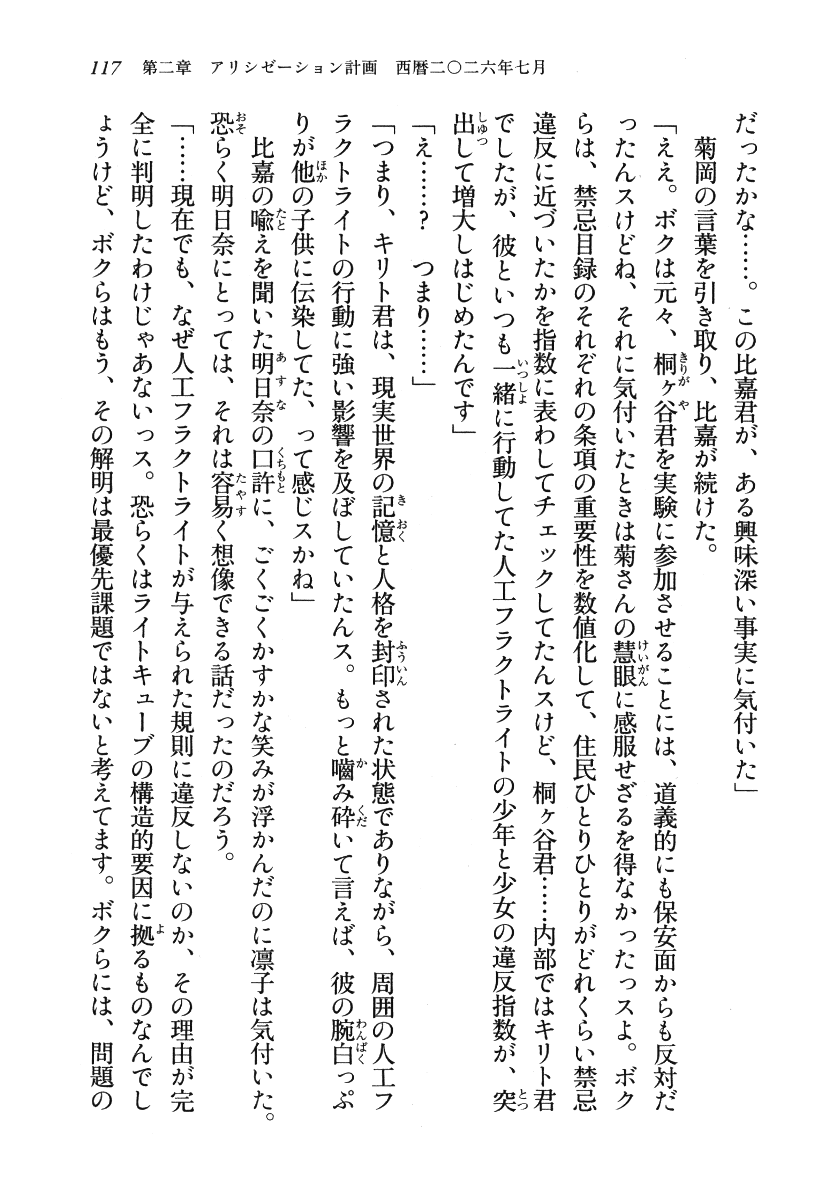 117　第二章　アリシゼーション計画　西暦二〇二六年七月
だったかな……。この比嘉君が、ある興味深い事実に気付いた」
　菊岡の言葉を引き取り、比嘉が続けた。
「ええ。ボクは元々、桐ヶ谷君を実験に参加させることには、道義的にも保安面からも反対だ
ったんスけどね、それに気付いたときは菊さんの慧眼に感服せざるを得なかったっスよ。ボク
らは、禁忌目録のそれぞれの条項の重要性を数値化して、住民ひとりひとりがどれくらい禁忌
違反に近づいたかを指数に表わしてチェックしてたんスけど、桐ヶ谷君……内部ではキリト君
でしたが、彼といつも一緒に行動してた人工フラクトライトの少年と少女の違反指数が、突
出して増大しはじめたんです」
「え……？　つまり……」
「つまり、キリト君は、現実世界の記憶と人格を封印された状態でありながら、周囲の人工フ
ラクトライトの行動に強い影響を及ぼしていたんス。もっと嚙み砕いて言えば、彼の腕白っぷ
りが他の子供に伝染してた、って感じスかね」
　比嘉の喩えを聞いた明日奈の口許に、ごくごくかすかな笑みが浮かんだのに凛子は気付いた。
恐らく明日奈にとっては、それは容易く想像できる話だったのだろう。
「……現在でも、なぜ人工フラクトライトが与えられた規則に違反しないのか、その理由が完
全に判明したわけじゃあないっス。恐らくはライトキューブの構造的要因に拠るものなんでし
ょうけど、ボクらはもう、その解明は最優先課題ではないと考えてます。ボクらには、問題の